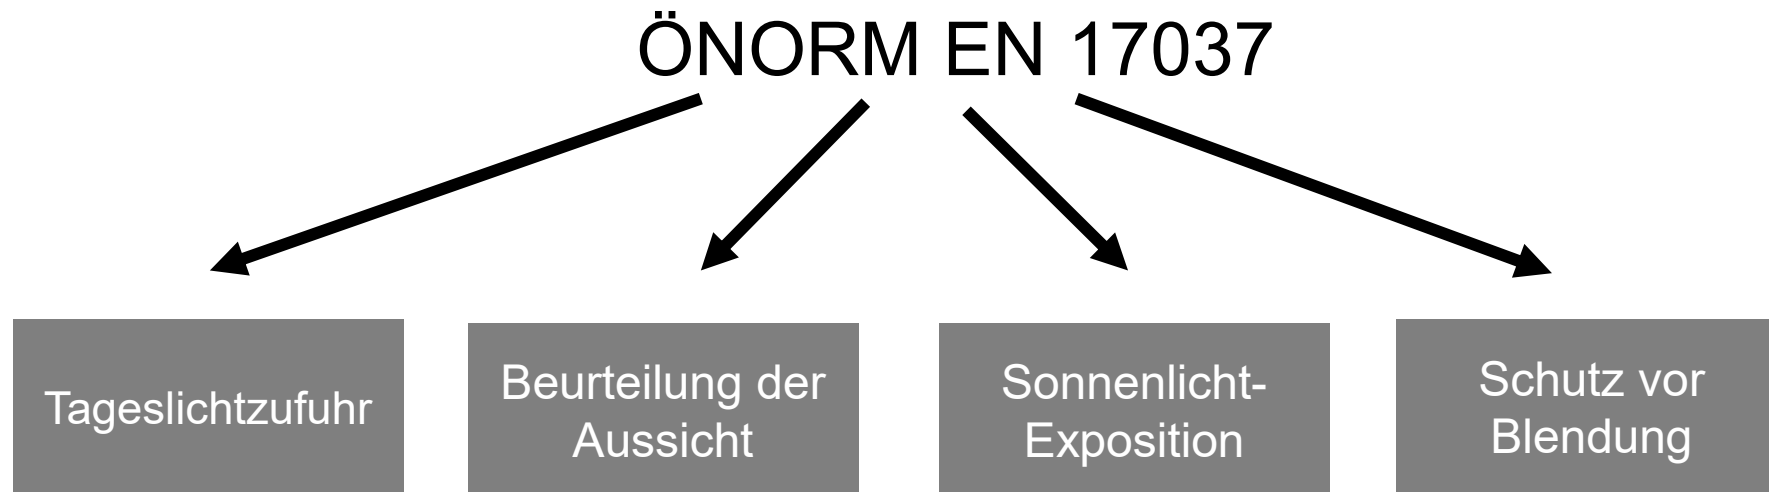 ÖNORM EN 17037
Tageslichtzufuhr
Beurteilung der
Aussicht
Sonnenlicht-
Exposition
Schutz vor
Blendung